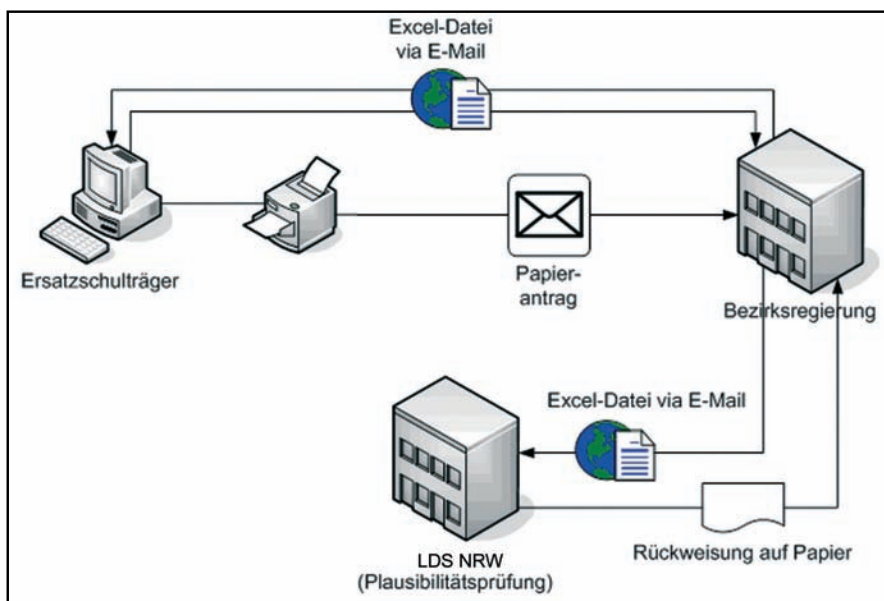 Excel-Datei
via E-Mail
Ersatzschulträger
Papier-
antrag
Bezirksregierung
Excel-Datei via E-Mail
LDS NRW
(Plausibilitätsprüfung)
Rückweisung auf Papier